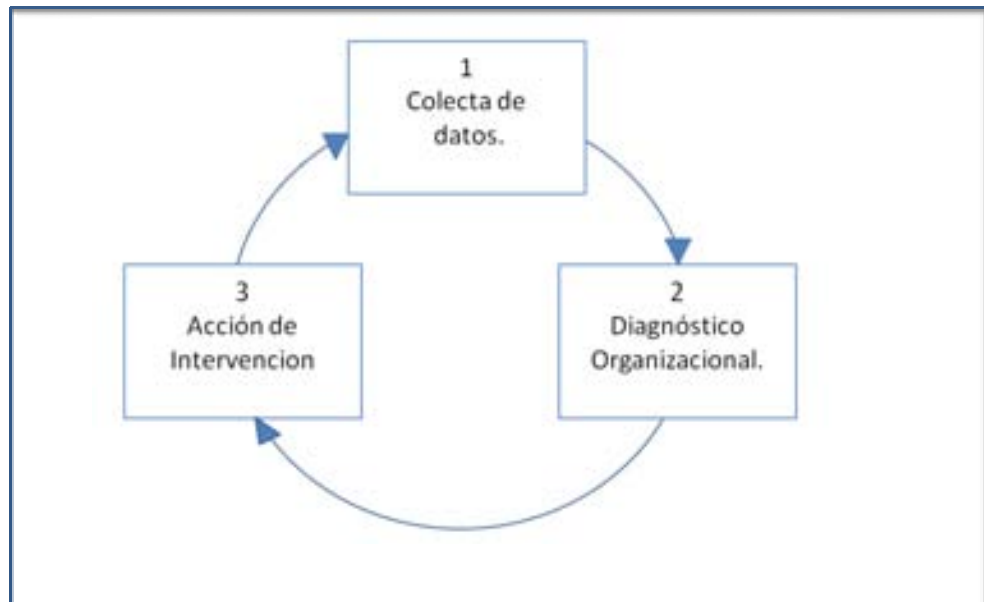 1
Colecta de
datos.
2
Diagnóstico
Organizacional.
3
Acción de
Intervencion